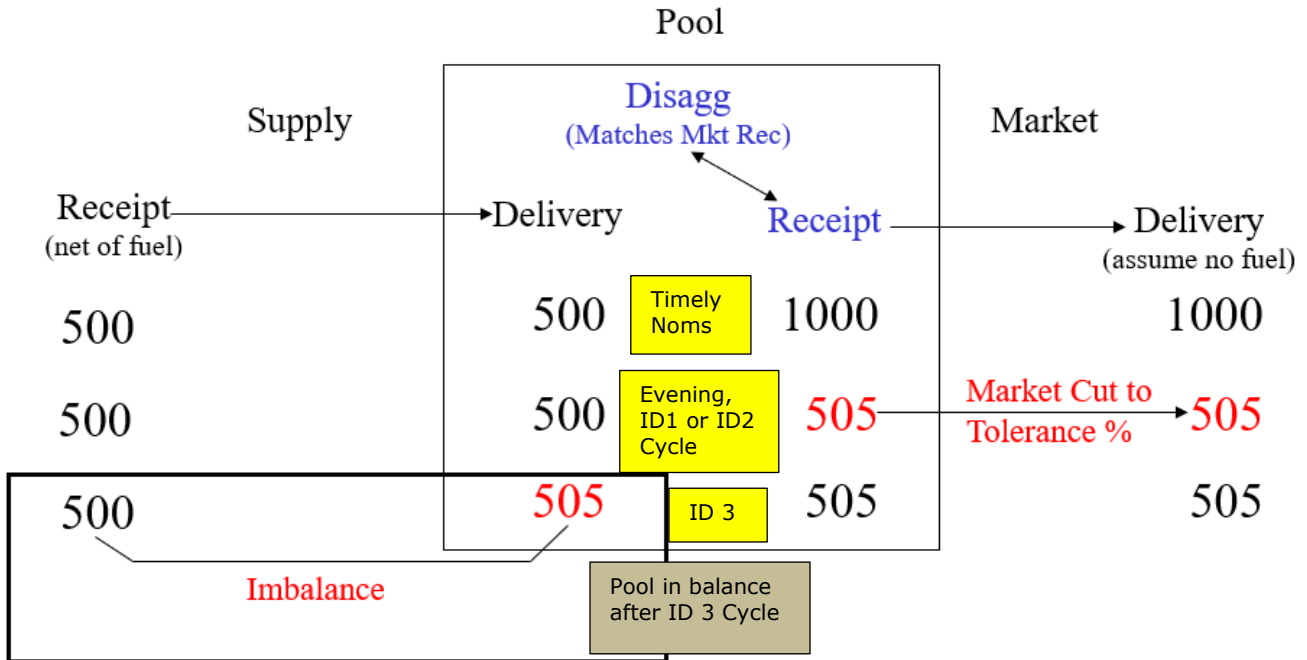 Pool
Supply
Disagg
(Matches Mkt Rec)
Market
Receipt
(net of fuel)
Delivery
Receipt
Delivery
(assume no fuel)
500
500
Timely
Noms
1000
1000
500
500
Evening,
ID1 or ID2
Cycle
505
Market Cut to
Tolerance %
505
500
505
ID 3
505
505
Imbalance
Pool in balance
after ID 3 Cycle